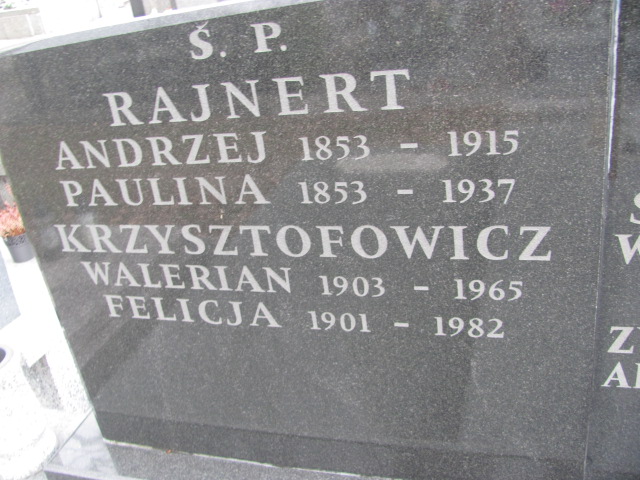 Ś. P.
RAJNERT
ANDRZEJ 1853 – 1915
PAULINA 1853 – 1937
KRZYSZTOFOWICZ
WALERIAN 1903 – 1965
FELICJA 1901 – 1982